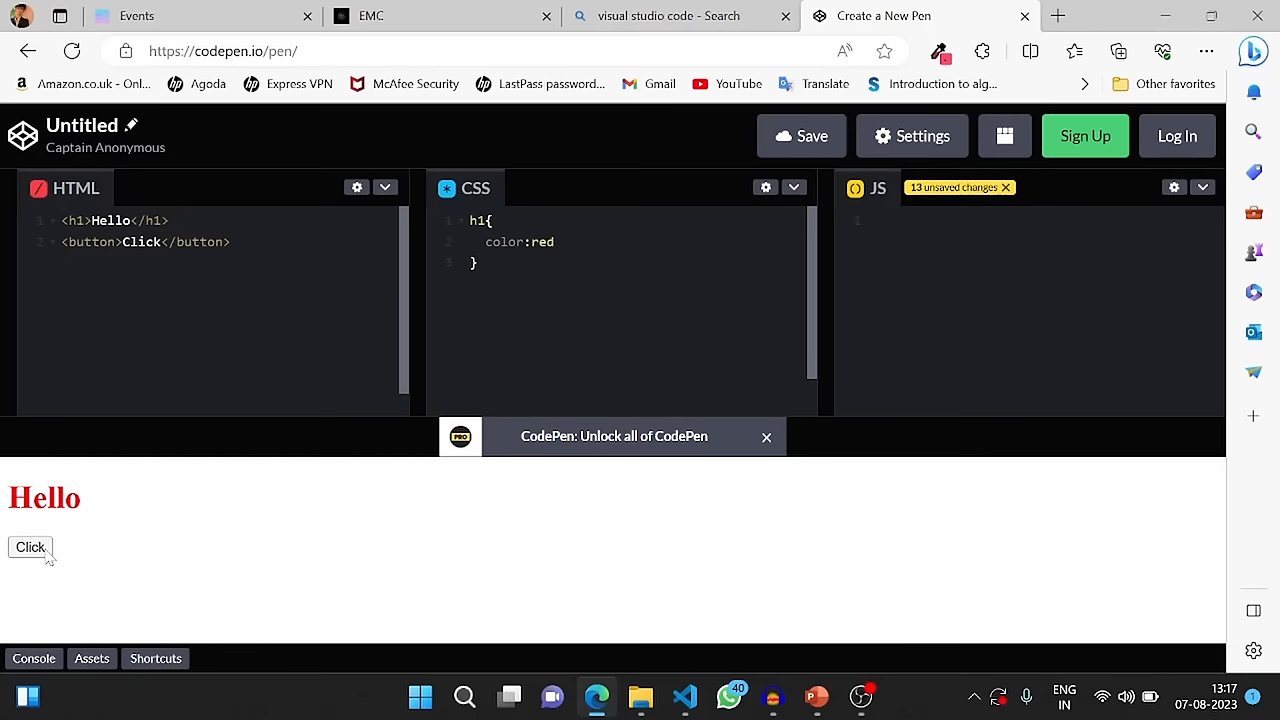 Events
EMC
visual studio code - Search
Create a New Pen
https://codepen.io/pen/
Amazon.co.uk - Onl...
Agoda
Express VPN
McAfee Security
LastPass password...
Gmail
YouTube
Translate
Introduction to alg...
Other favorites
Untitled
Captain Anonymous
Save
Settings
Sign Up
Log In
HTML
CSS
JS
13 unsaved changes
1 <h1>Hello</h1>
2 <button>Click</button>
1 h1{
2 color:red
3 }
1
PRO
CodePen: Unlock all of CodePen
Hello
Click
Console
Assets
Shortcuts
40
ENG
IN
13:17
07-08-2023
1